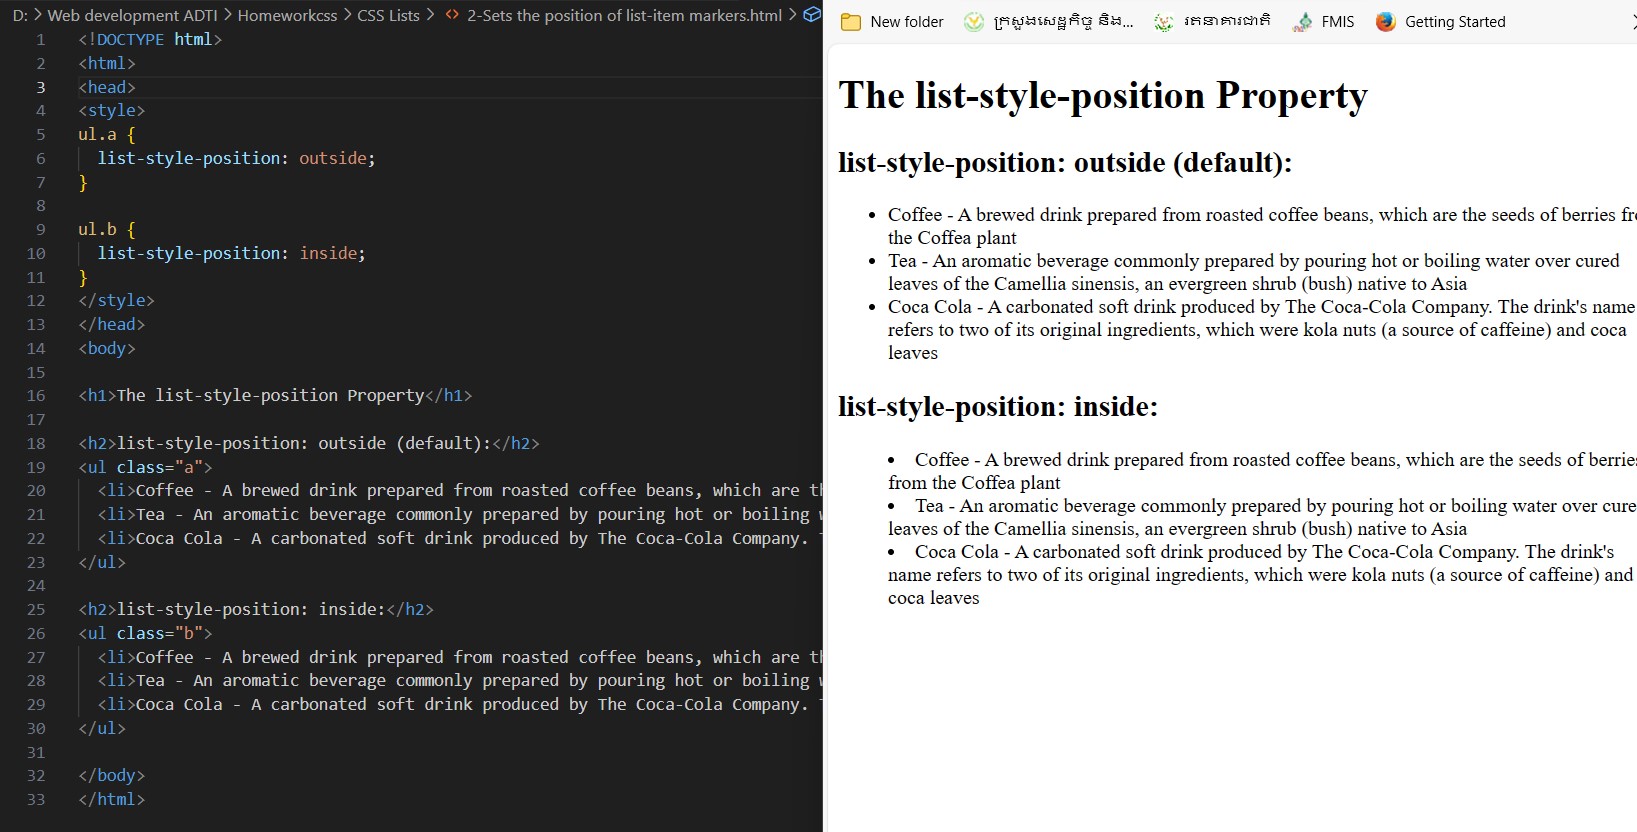 D: > Web development ADTI > Homeworkcss > CSS Lists > <> 2-Sets the position of list-item markers.html >
1 <!DOCTYPE html>
2 <html>
3 <head>
4 <style>
5 ul.a {
6 list-style-position: outside;
7 }
8
9 ul.b {
10 list-style-position: inside;
11 }
12 </style>
13 </head>
14 <body>
15
16 <h1>The list-style-position Property</h1>
17
18 <h2>list-style-position: outside (default):</h2>
19 <ul class="a">
20 <li>Coffee - A brewed drink prepared from roasted coffee beans, which are th
21 <li>Tea - An aromatic beverage commonly prepared by pouring hot or boiling w
22 <li>Coca Cola - A carbonated soft drink produced by The Coca-Cola Company.
23 </ul>
24
25 <h2>list-style-position: inside:</h2>
26 <ul class="b">
27 <li>Coffee - A brewed drink prepared from roasted coffee beans, which are th
28 <li>Tea - An aromatic beverage commonly prepared by pouring hot or boiling w
29 <li>Coca Cola - A carbonated soft drink produced by The Coca-Cola Company.
30 </ul>
31
32 </body>
33 </html>
New folder ក្រសួងសេដ្ឋកិច្ច និង... រតនាគារជាតិ FMIS Getting Started
The list-style-position Property
list-style-position: outside (default):
• Coffee - A brewed drink prepared from roasted coffee beans, which are the seeds of berries fro
the Coffea plant
• Tea - An aromatic beverage commonly prepared by pouring hot or boiling water over cured
leaves of the Camellia sinensis, an evergreen shrub (bush) native to Asia
• Coca Cola - A carbonated soft drink produced by The Coca-Cola Company. The drink's name
refers to two of its original ingredients, which were kola nuts (a source of caffeine) and coca
leaves
list-style-position: inside:
• Coffee - A brewed drink prepared from roasted coffee beans, which are the seeds of berries
from the Coffea plant
• Tea - An aromatic beverage commonly prepared by pouring hot or boiling water over cure
leaves of the Camellia sinensis, an evergreen shrub (bush) native to Asia
• Coca Cola - A carbonated soft drink produced by The Coca-Cola Company. The drink's
name refers to two of its original ingredients, which were kola nuts (a source of caffeine) and
coca leaves